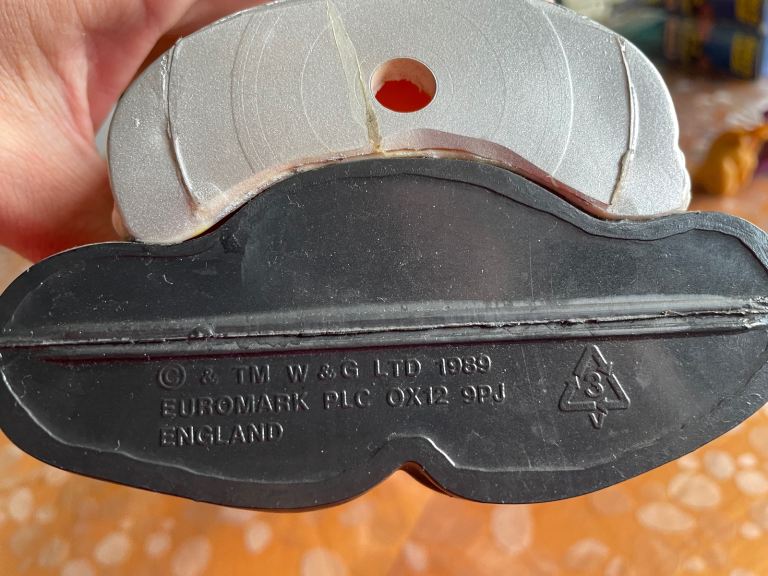 © & TM W & G LTD 1989
EUROMARK PLC OX12 9PJ
ENGLAND
3
V